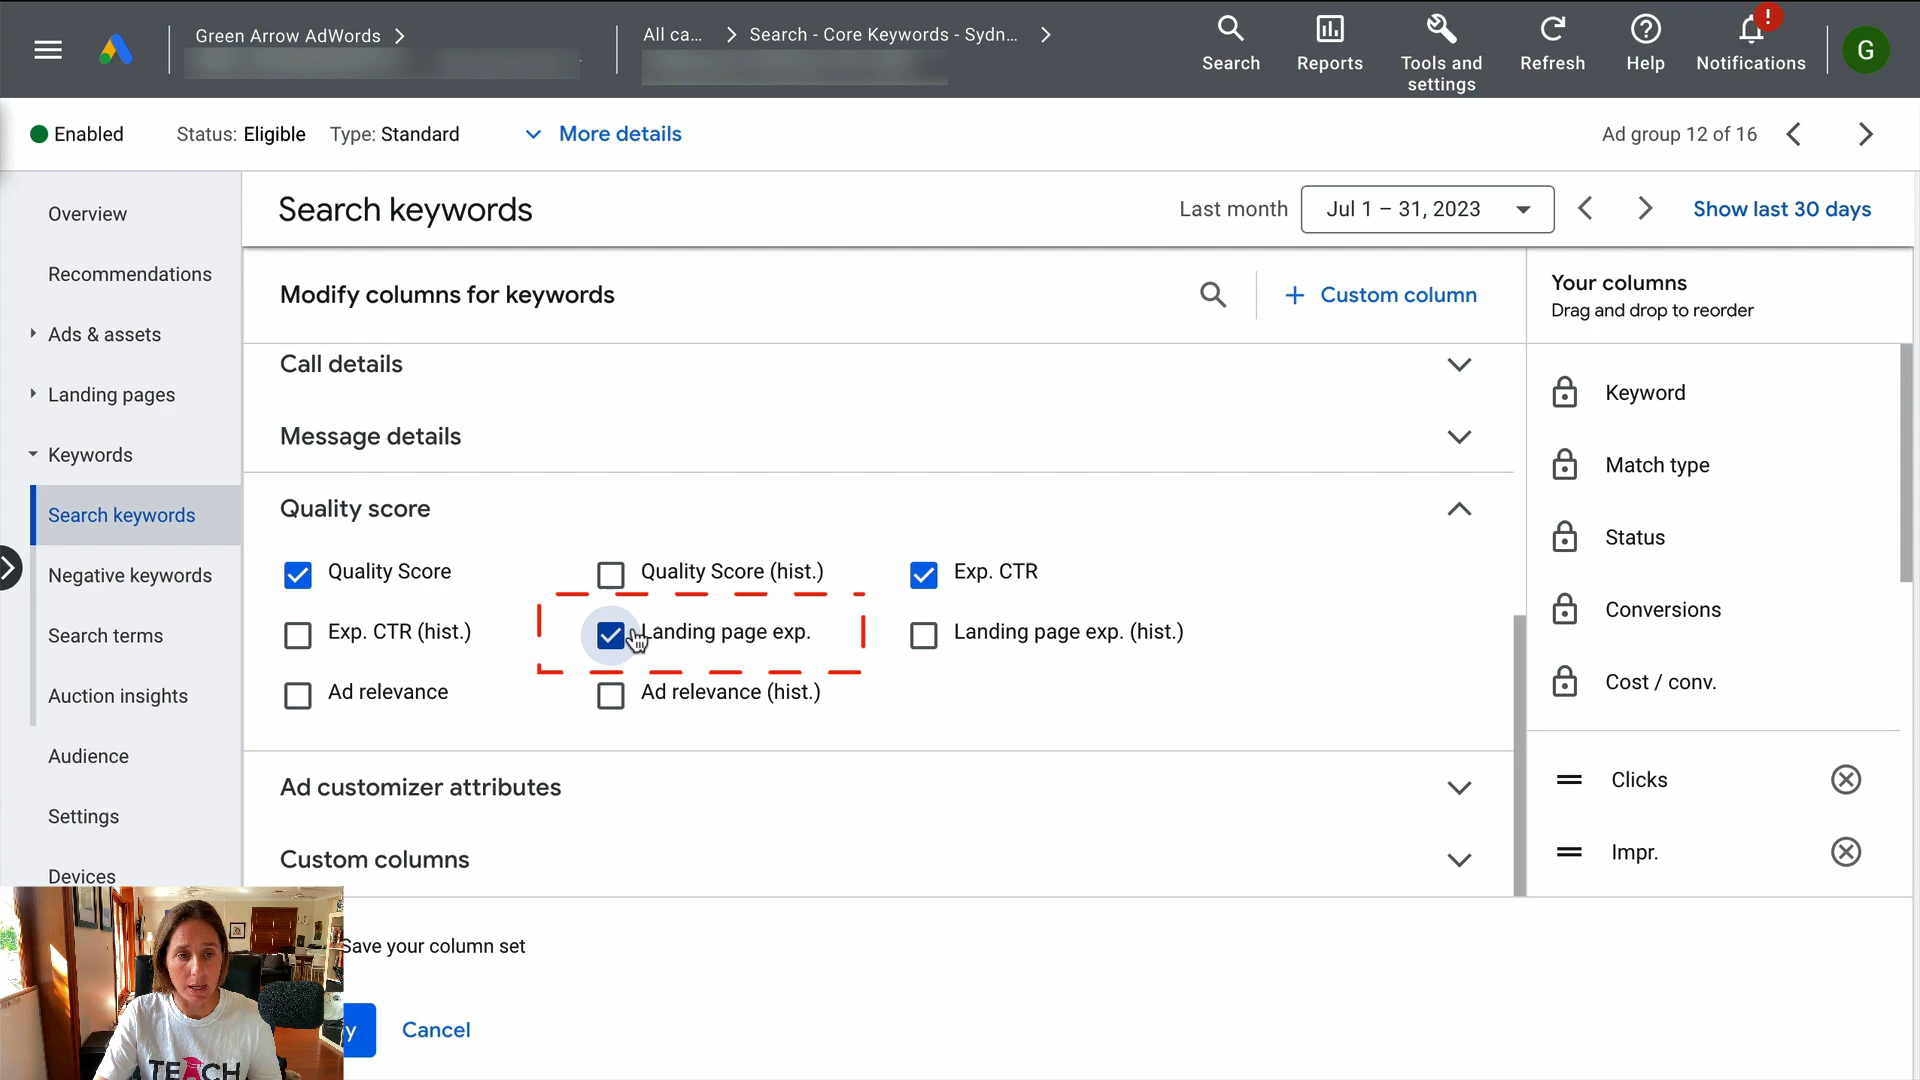 Green Arrow AdWords
All ca...
Search - Core Keywords - Sydn...
Search
Reports
Tools and settings
Refresh
Help
!
Notifications
G
Enabled
Status: Eligible
Type: Standard
More details
Ad group 12 of 16
Overview
Recommendations
Ads & assets
Landing pages
Keywords
Search keywords
Negative keywords
Search terms
Auction insights
Audience
Settings
Devices
Search keywords
Last month
Jul 1 – 31, 2023
Show last 30 days
Modify columns for keywords
+ Custom column
Call details
Message details
Quality score
Quality Score
Quality Score (hist.)
Exp. CTR
Exp. CTR (hist.)
Landing page exp.
Landing page exp. (hist.)
Ad relevance
Ad relevance (hist.)
Ad customizer attributes
Custom columns
Your columns
Drag and drop to reorder
Keyword
Match type
Status
Conversions
Cost / conv.
Clicks
Impr.
Save your column set
y
Cancel
TEACH